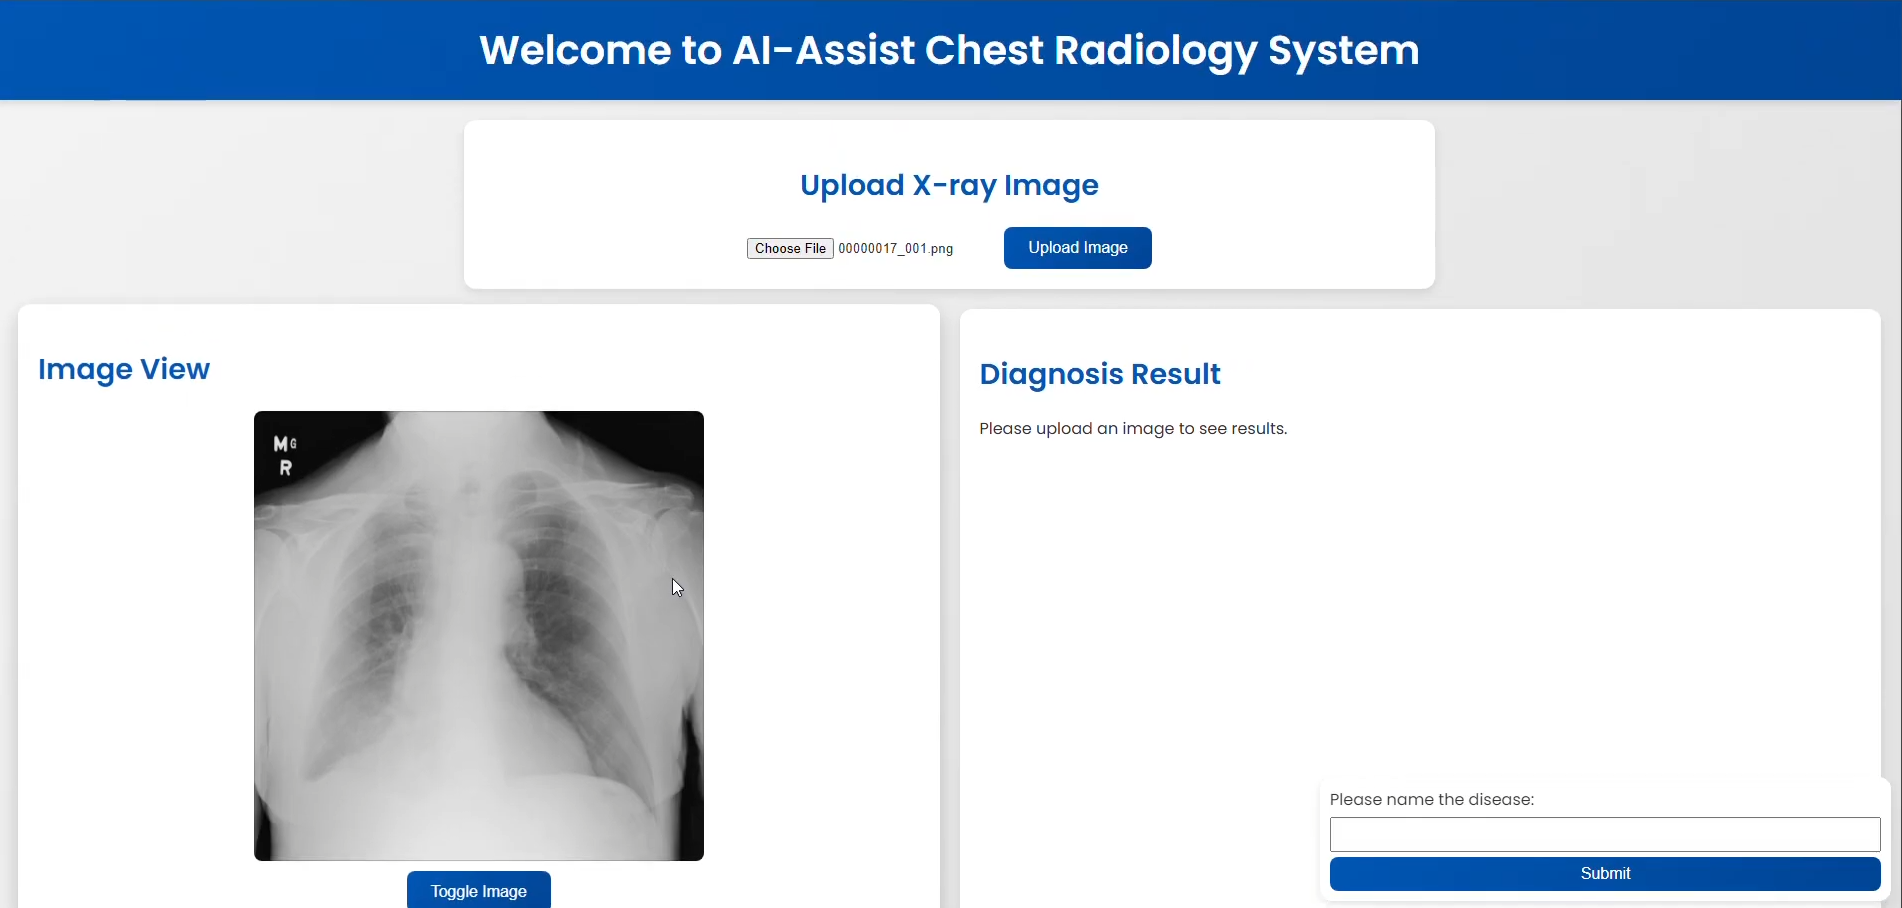 Welcome to AI-Assist Chest Radiology System
Upload X-ray Image
Choose File 00000017_001.png
Upload Image
Image View
MG
R
Toggle Image
Diagnosis Result
Please upload an image to see results.
Please name the disease:
Submit